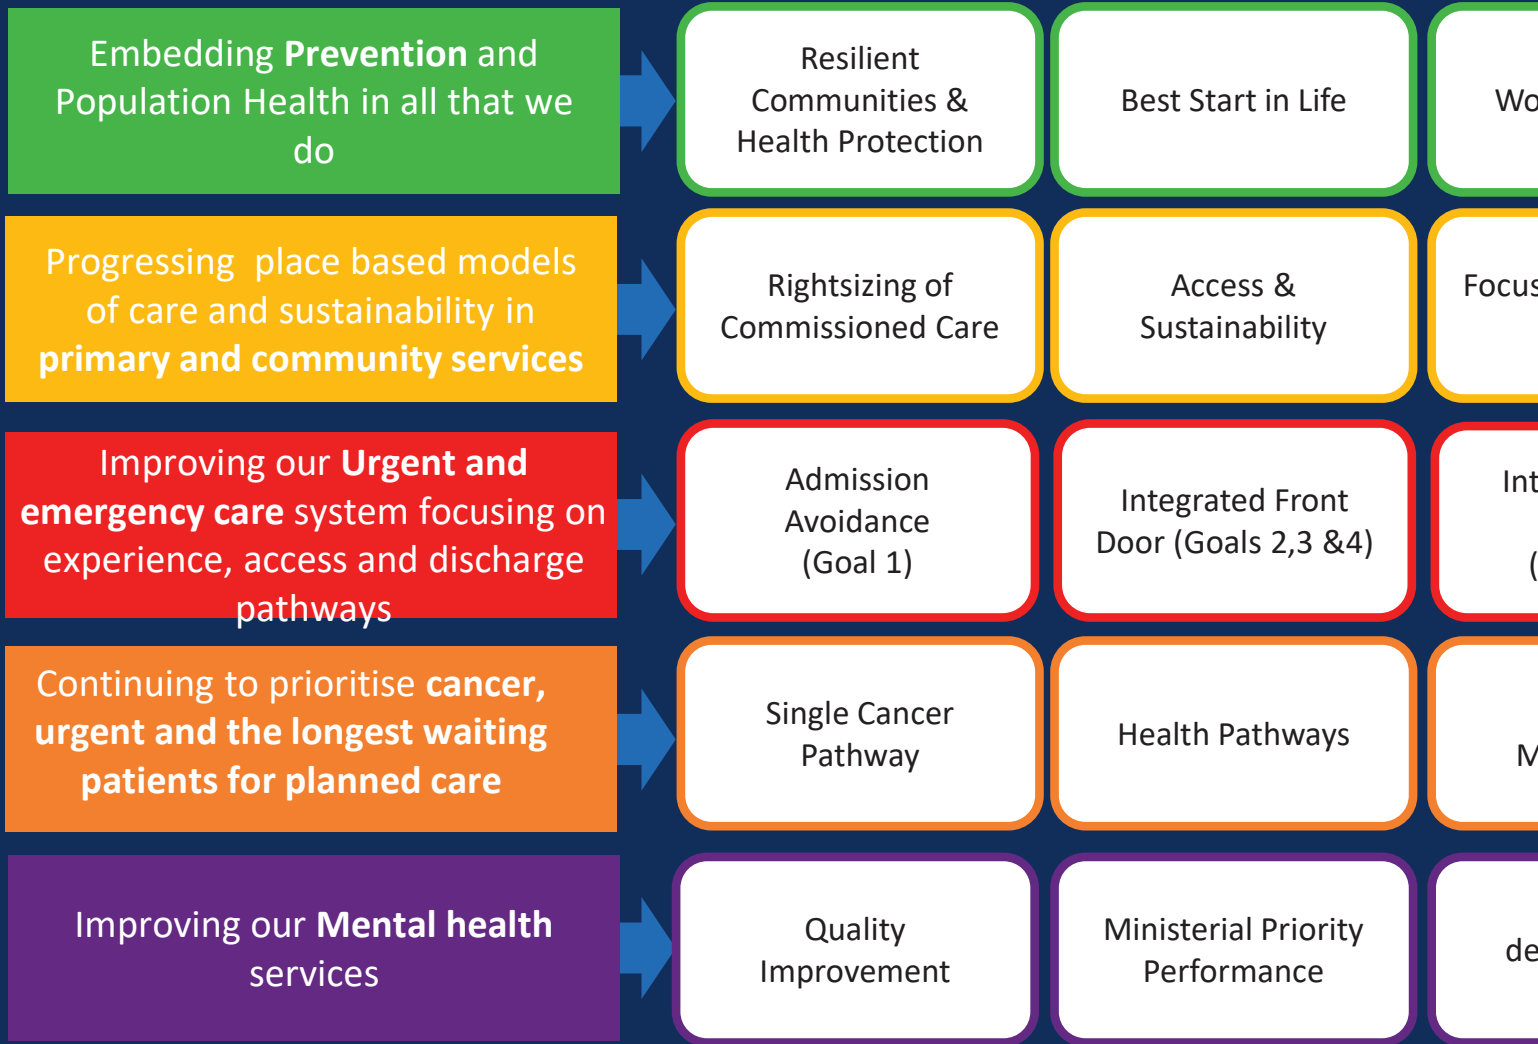 Embedding Prevention and
Population Health in all that we
do
Resilient
Communities &
Health Protection
Best Start in Life
Progressing place based models
of care and sustainability in
primary and community services
Rightsizing of
Commissioned Care
Access &
Sustainability
Improving our Urgent and
emergency care system focusing on
experience, access and discharge
pathways
Admission
Avoidance
(Goal 1)
Integrated Front
Door (Goals 2,3 &4)
Continuing to prioritise cancer,
urgent and the longest waiting
patients for planned care
Single Cancer
Pathway
Health Pathways
Improving our Mental health
services
Quality
Improvement
Ministerial Priority
Performance